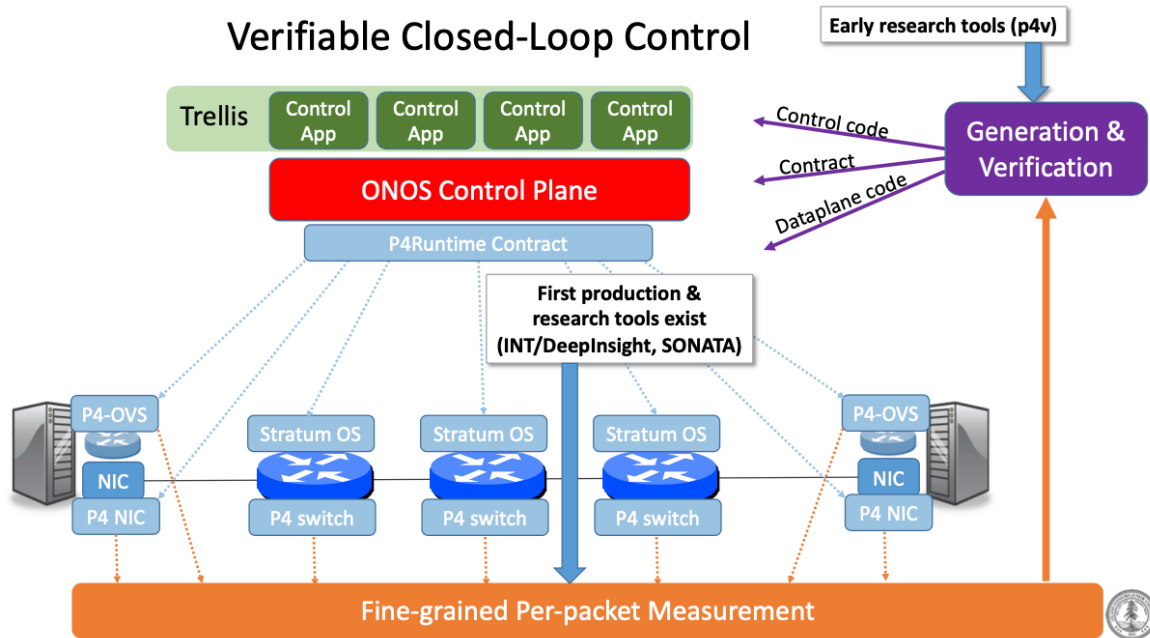 Verifiable Closed-Loop Control
Early research tools (p4v)
Trellis
Control
App
Control
App
Control
App
Control
App
Control code
Contract
Dataplane code
Generation &
Verification
ONOS Control Plane
P4Runtime Contract
First production &
research tools exist
(INT/DeepInsight, SONATA)
P4-OVS
Stratum OS
Stratum OS
Stratum OS
P4-OVS
NIC
NIC
P4 NIC
P4 switch
P4 switch
P4 switch
P4 NIC
Fine-grained Per-packet Measurement